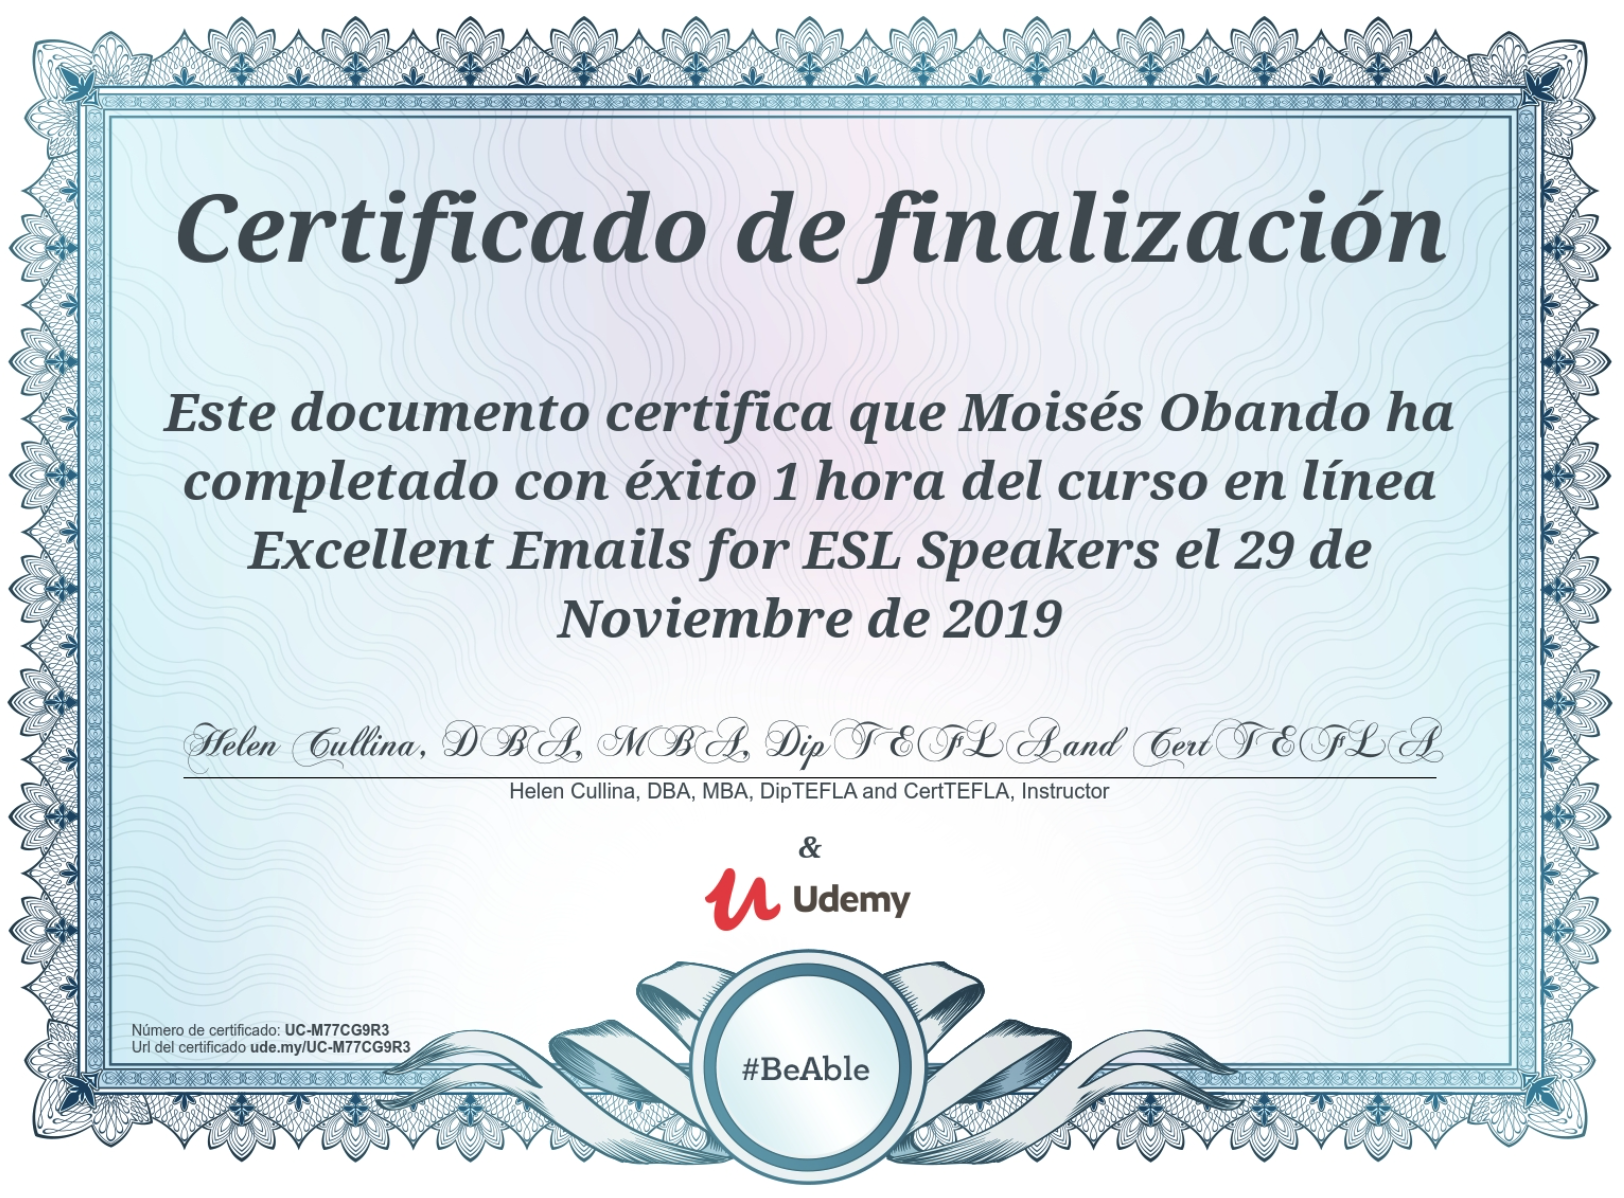 Certificado de finalización
Este documento certifica que Moisés Obando ha
completado con éxito 1 hora del curso en línea
Excellent Emails for ESL Speakers el 29 de
Noviembre de 2019
Helen Cullina, DBA, MBA, DipTEFLA and CertTEFLA
Helen Cullina, DBA, MBA, DipTEFLA and CertTEFLA, Instructor
&
Udemy
Número de certificado: UC-M77CG9R3
Url del certificado ude.my/UC-M77CG9R3
#BeAble